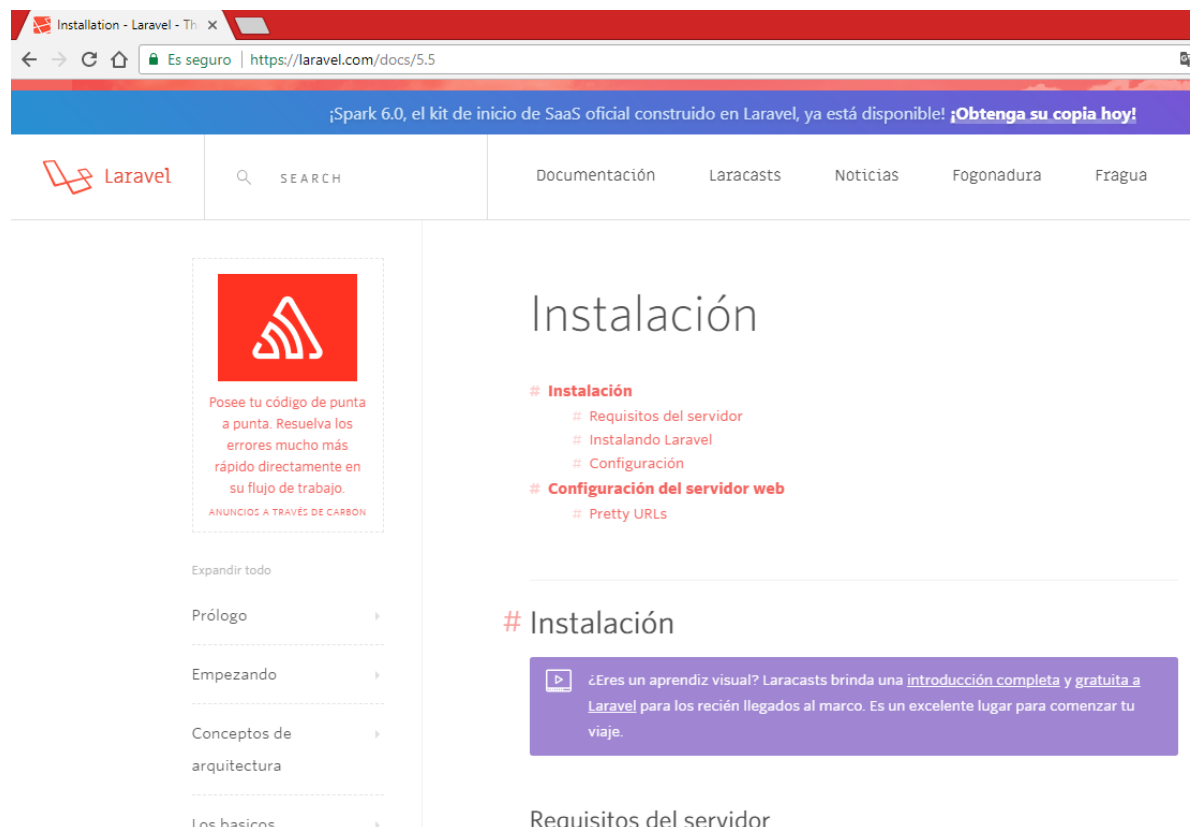 Installation - Laravel - Th
Es seguro | https://laravel.com/docs/5.5
¡Spark 6.0, el kit de inicio de SaaS oficial construido en Laravel, ya está disponible! ¡Obtenga su copia hoy!
Laravel
SEARCH
Documentación Laracasts Noticias Fogonadura Fragua
Posee tu código de punta
a punta. Resuelva los
errores mucho más
rápido directamente en
su flujo de trabajo.
ANUNCIOS A TRAVÉS DE CARBON
Expandir todo
Prólogo
Empezando
Conceptos de
arquitectura
Los basicos
Instalación
# Instalación
# Requisitos del servidor
# Instalando Laravel
# Configuración
# Configuración del servidor web
# Pretty URLs
# Instalación
¿Eres un aprendiz visual? Laracasts brinda una introducción completa y gratuita a
Laravel para los recién llegados al marco. Es un excelente lugar para comenzar tu
viaje.
Requisitos del servidor